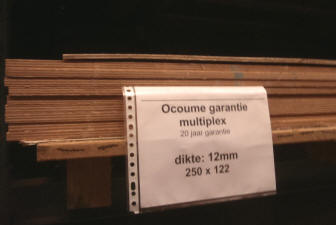 Ocoume garantie
multiplex
20 jaar garantie
dikte: 12mm
250 x 122